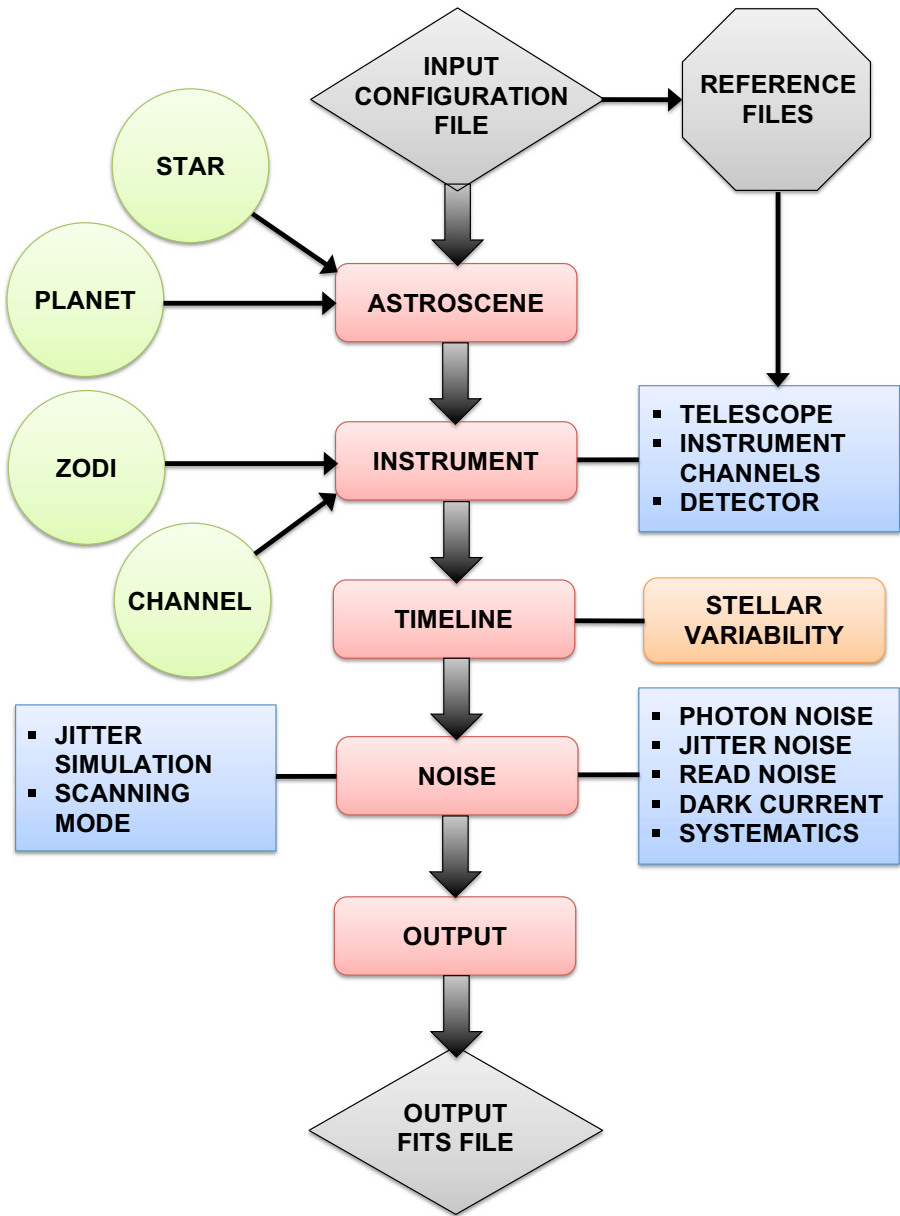 INPUT
CONFIGURATION
FILE
REFERENCE
FILES
STAR
PLANET
ASTROSCENE
ZODI
INSTRUMENT
▪ TELESCOPE
▪ INSTRUMENT
CHANNELS
▪ DETECTOR
CHANNEL
TIMELINE
STELLAR
VARIABILITY
▪ JITTER
SIMULATION
▪ SCANNING
MODE
NOISE
▪ PHOTON NOISE
▪ JITTER NOISE
▪ READ NOISE
▪ DARK CURRENT
▪ SYSTEMATICS
OUTPUT
OUTPUT
FITS FILE